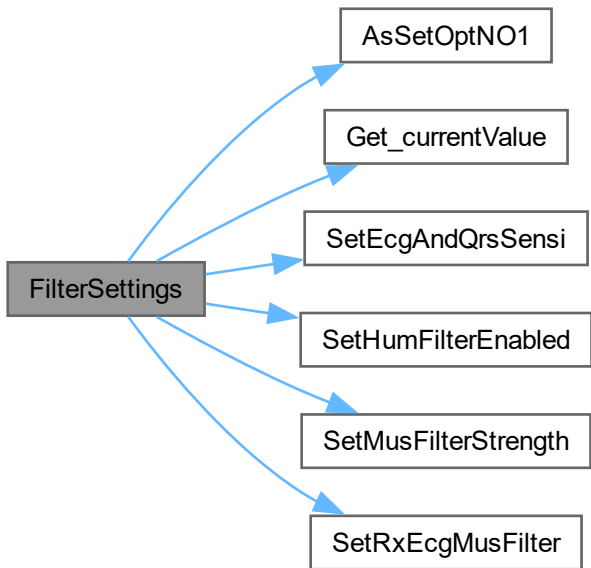 AsSetOptNO1
Get_currentValue
SetEcgAndQrsSensi
FilterSettings
SetHumFilterEnabled
SetMusFilterStrength
SetRxEcgMusFilter